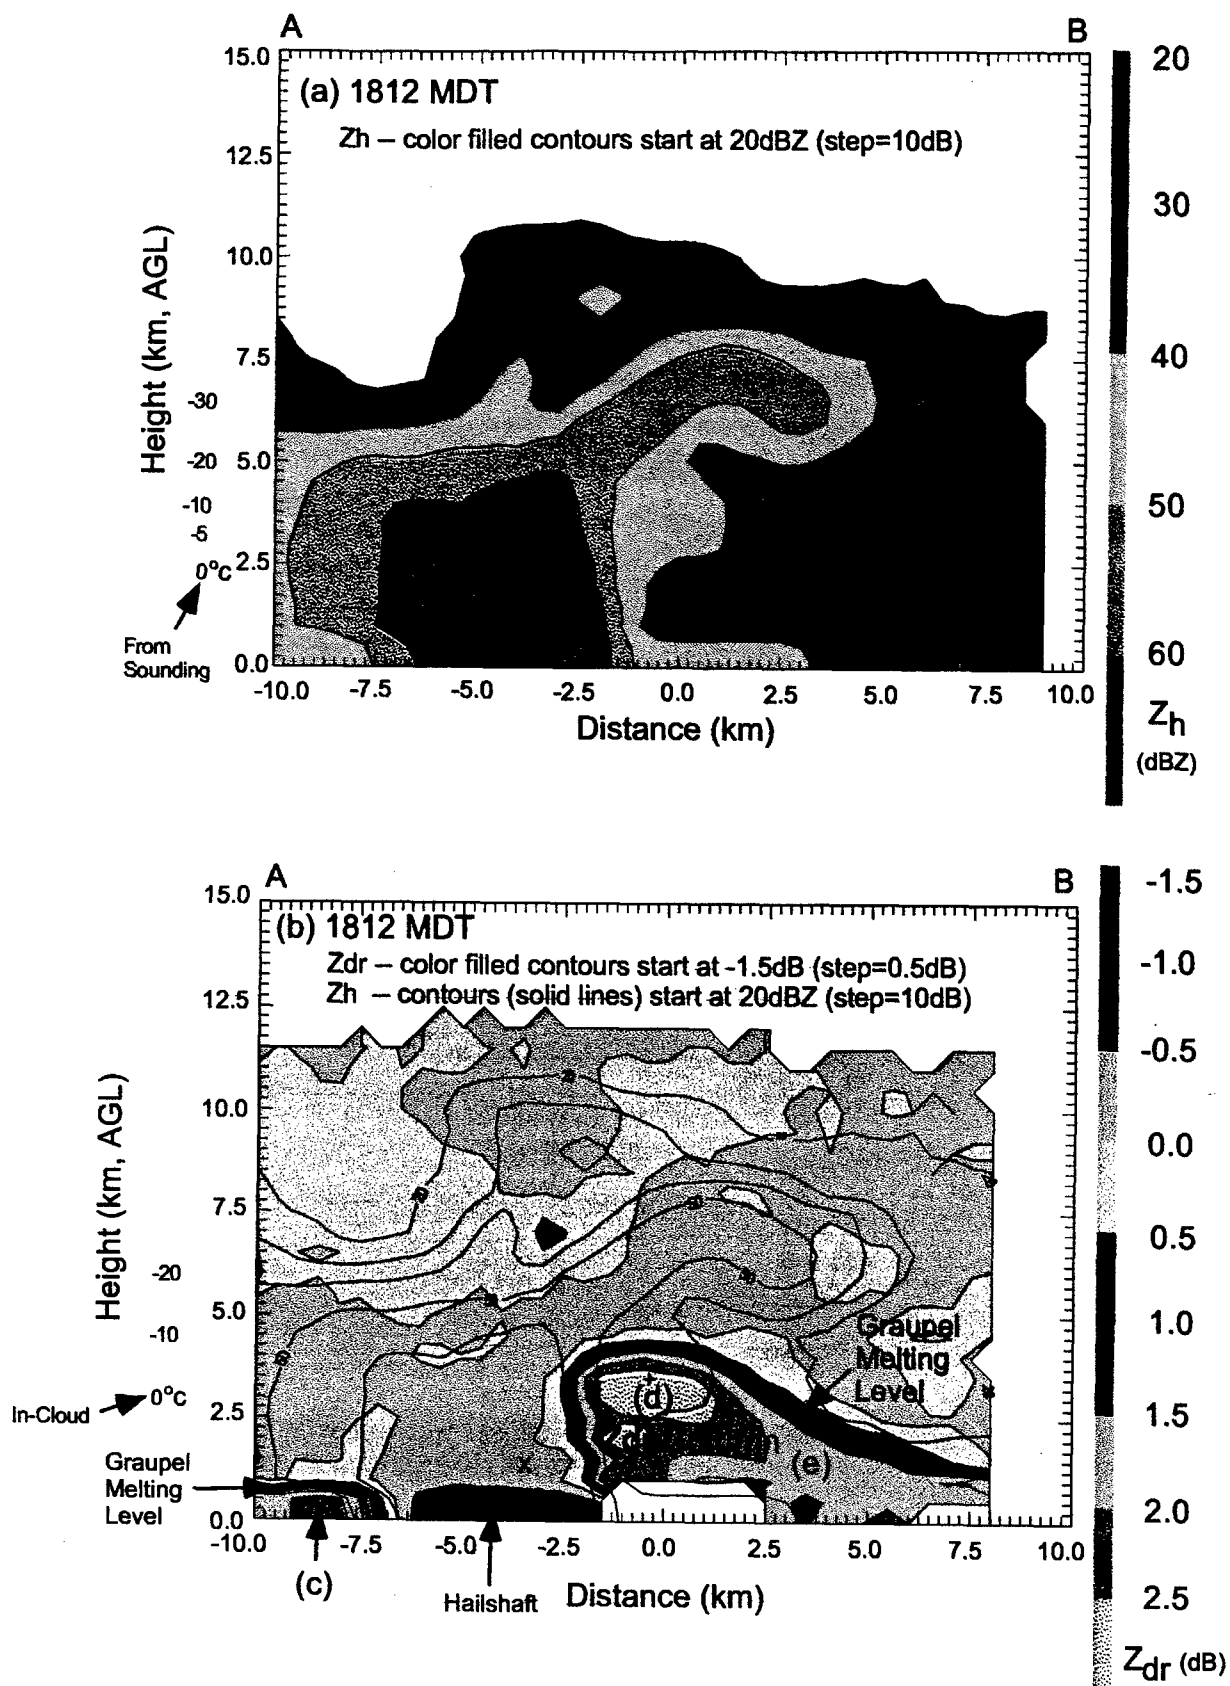 A
B
15.0
(a) 1812 MDT
Zh – color filled contours start at 20dBZ (step=10dB)
12.5
10.0
7.5
-30
-20
5.0
-10
-5
0°c
2.5
From
Sounding
0.0
Height (km, AGL)
-10.0
-7.5
-5.0
-2.5
0.0
2.5
5.0
7.5
10.0
Distance (km)
20
30
40
50
60
Zh
(dBZ)
A
B
15.0
(b) 1812 MDT
Zdr – color filled contours start at -1.5dB (step=0.5dB)
Zh – contours (solid lines) start at 20dBZ (step=10dB)
12.5
10.0
7.5
-20
5.0
-10
In-Cloud
0°c
2.5
Graupel
Melting
Level
0.0
Height (km, AGL)
Graupel
Melting
Level
(d)
+
x
(e)
-10.0
-7.5
-5.0
-2.5
0.0
2.5
5.0
7.5
10.0
(c)
Hailshaft
Distance (km)
-1.5
-1.0
-0.5
0.0
0.5
1.0
1.5
2.0
2.5
Zdr (dB)